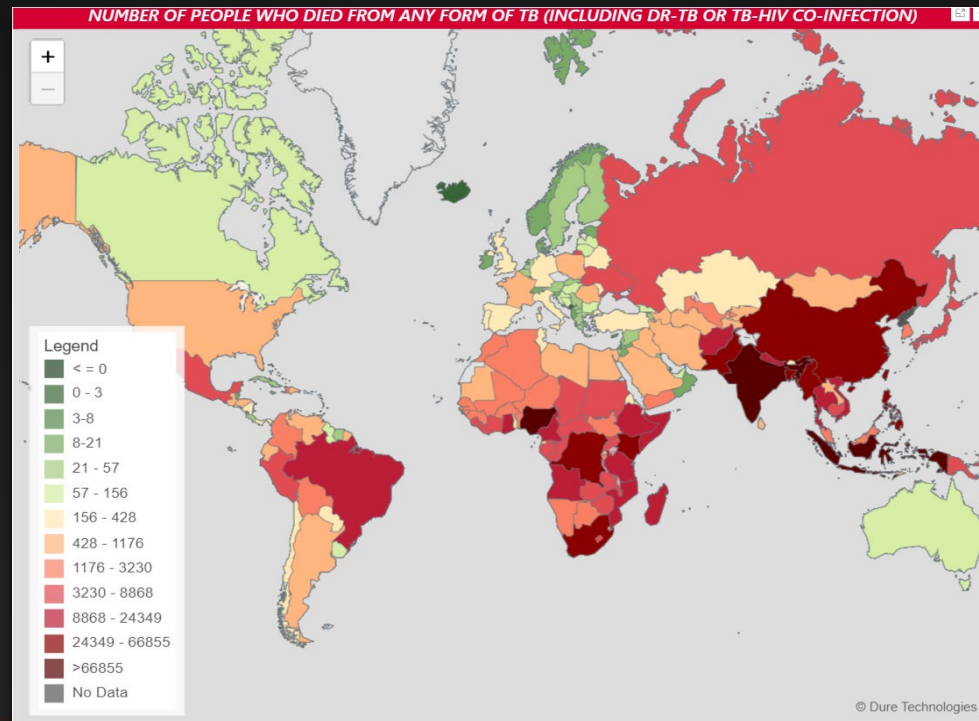 NUMBER OF PEOPLE WHO DIED FROM ANY FORM OF TB (INCLUDING DR-TB OR TB-HIV CO-INFECTION)
+
−
Legend
< = 0
0 - 3
3-8
8-21
21 - 57
57 - 156
156 - 428
428 - 1176
1176 - 3230
3230 - 8868
8868 - 24349
24349 - 66855
>66855
No Data
© Dure Technologies